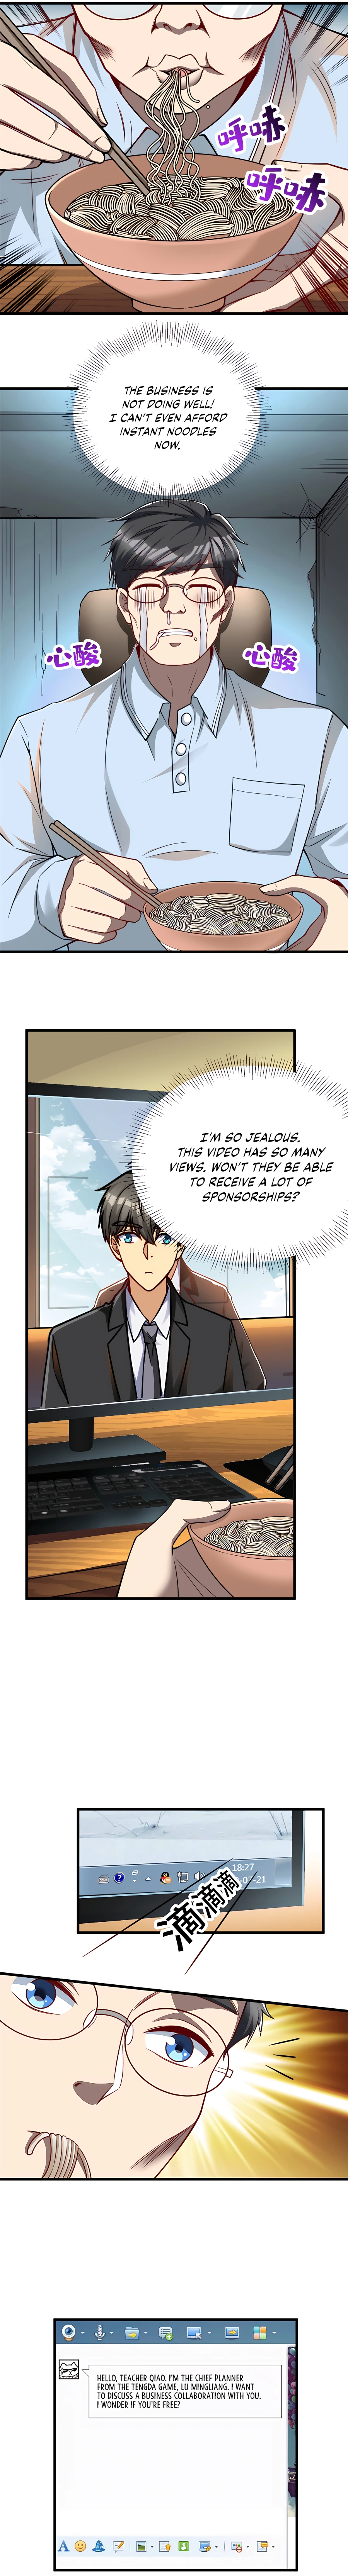 呼哧
呼哧
THE BUSINESS IS
NOT DOING WELL!
I CAN'T EVEN AFFORD
INSTANT NOODLES
NOW.
心酸
心酸
I'M SO JEALOUS.
THIS VIDEO HAS SO MANY
VIEWS. WON'T THEY BE ABLE
TO RECEIVE A LOT OF
SPONSORSHIPS?
18:27
滴滴滴
HELLO, TEACHER QIAO. I'M THE CHIEF PLANNER
FROM THE TENGDA GAME, LU MINGLIANG. I WANT
TO DISCUSS A BUSINESS COLLABORATION WITH YOU.
I WONDER IF YOU'RE FREE?